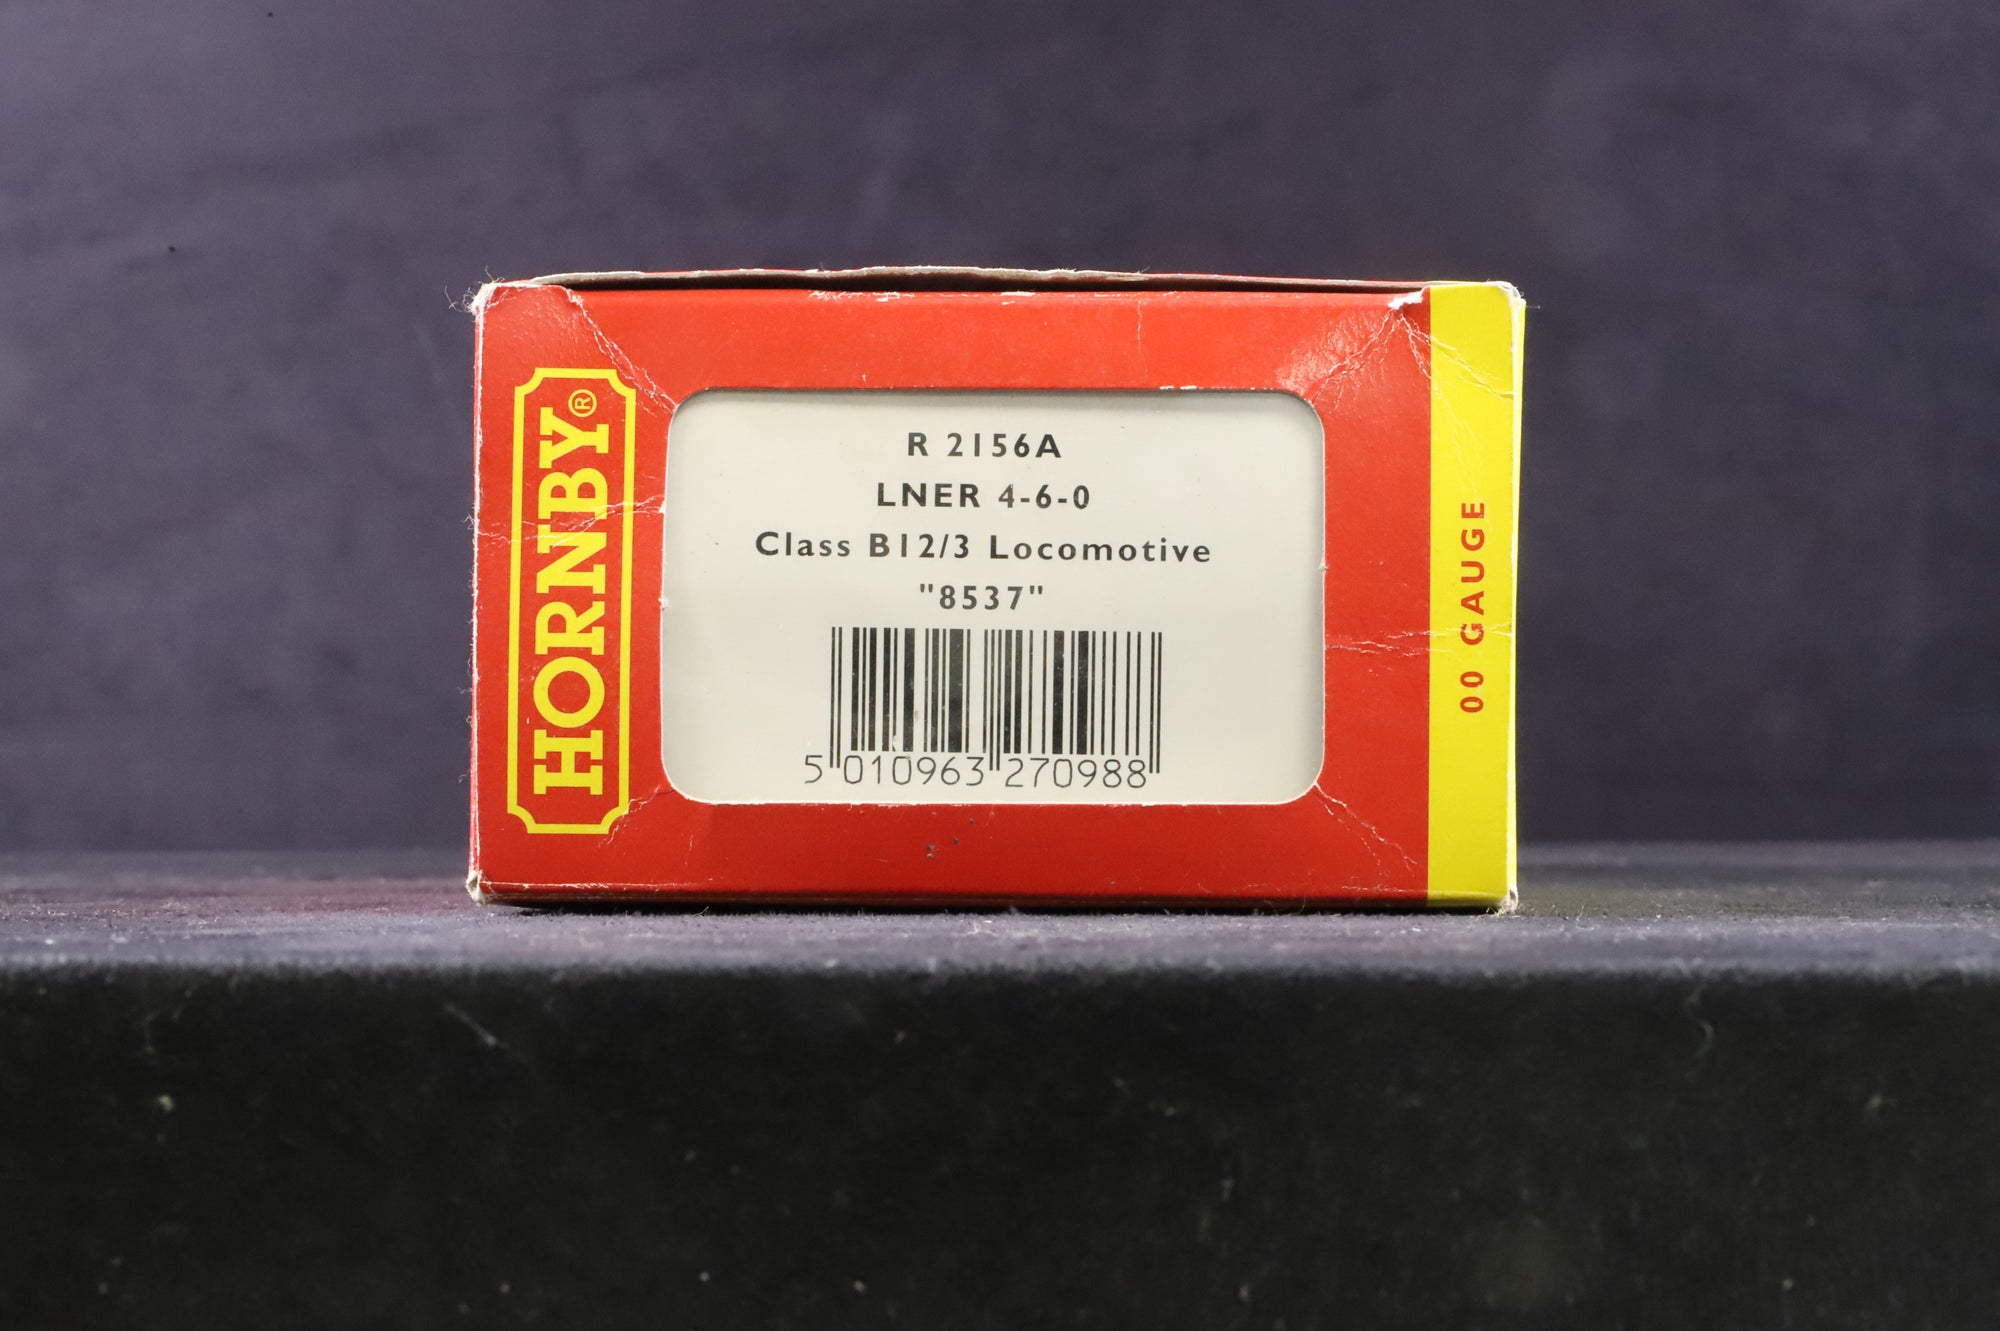 HORNBY®
R 2156A
LNER 4-6-0
Class B12/3 Locomotive
"8537"
5 010963 270988
00 GAUGE